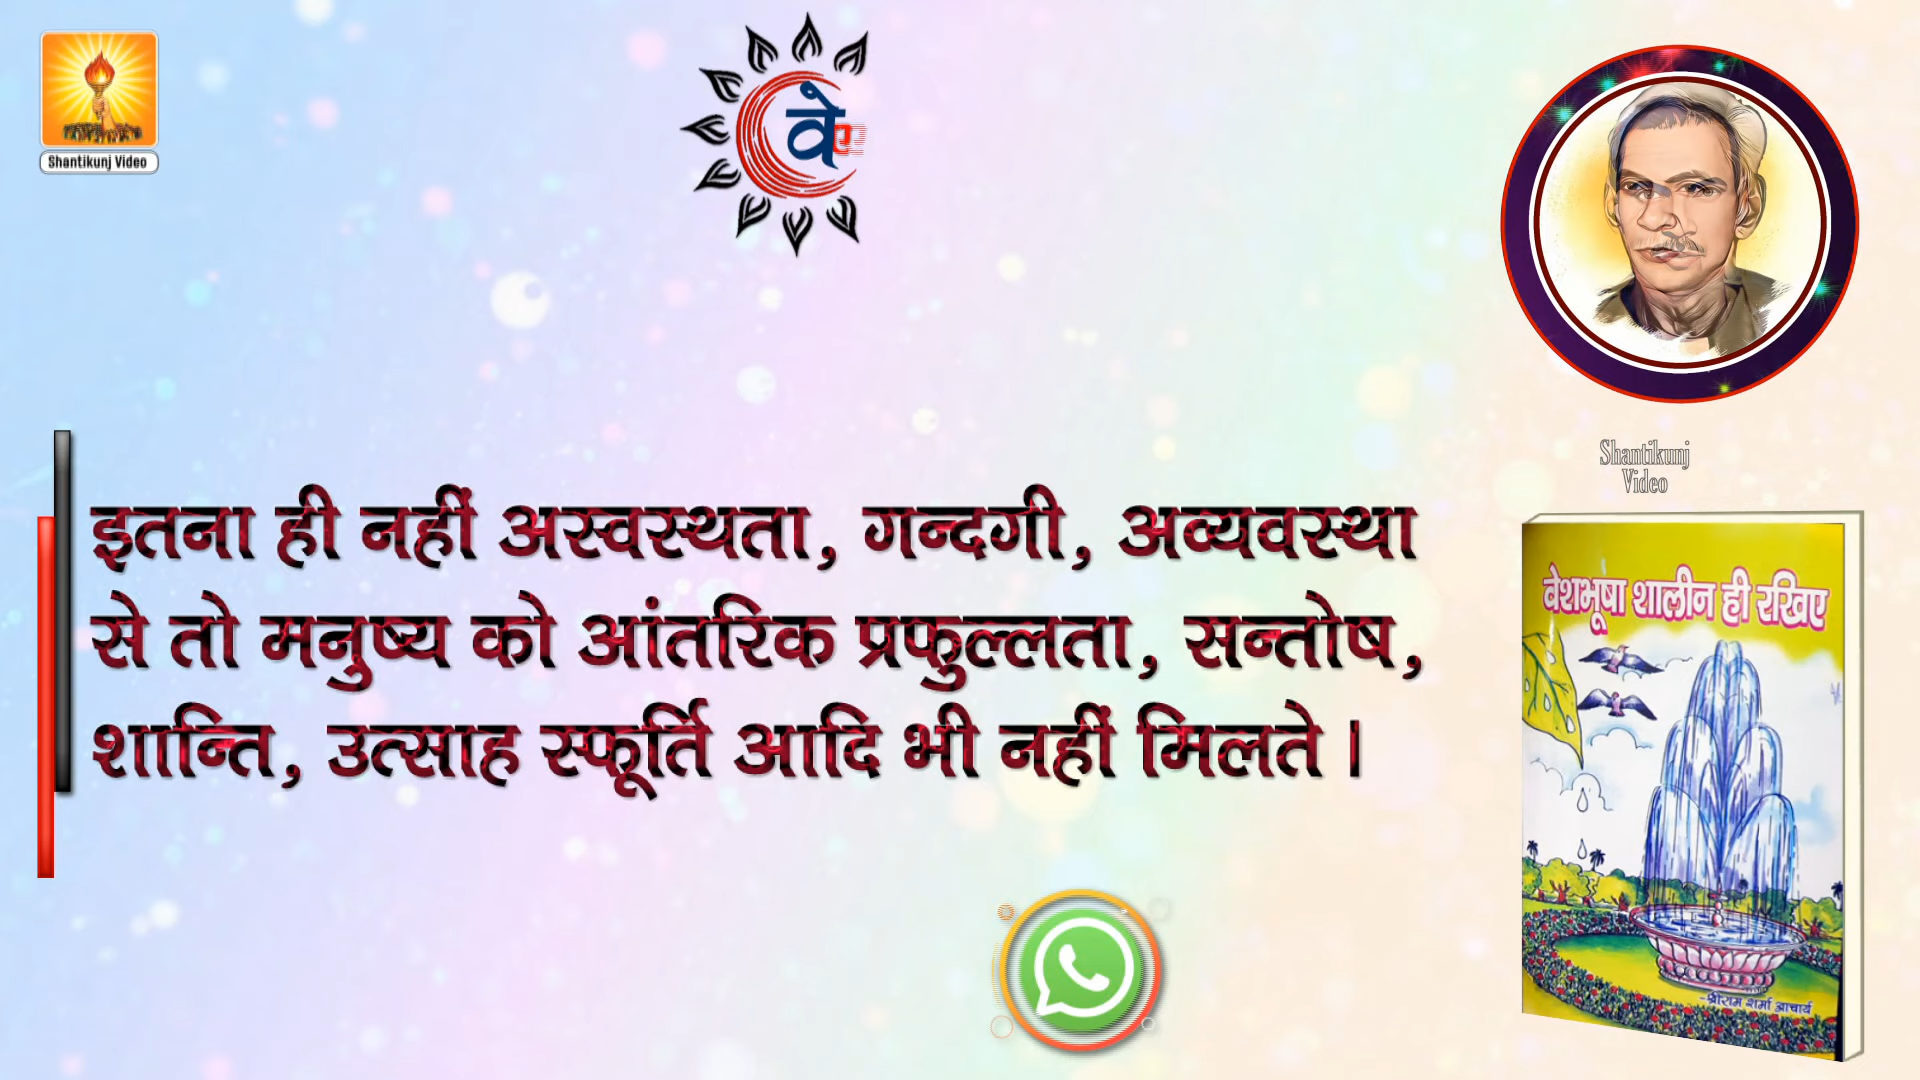 Shantikunj Video
वे
Shantikunj
Video
इतना ही नहीं अस्वस्थता, गन्दगी, अव्यवस्था
से तो मनुष्य को आंतरिक प्रफुल्लता, सन्तोष,
शान्ति, उत्साह स्फूर्ति आदि भी नहीं मिलते ।
वेशभूषा शालीन ही रखिए
-श्रीराम शर्मा आचार्य